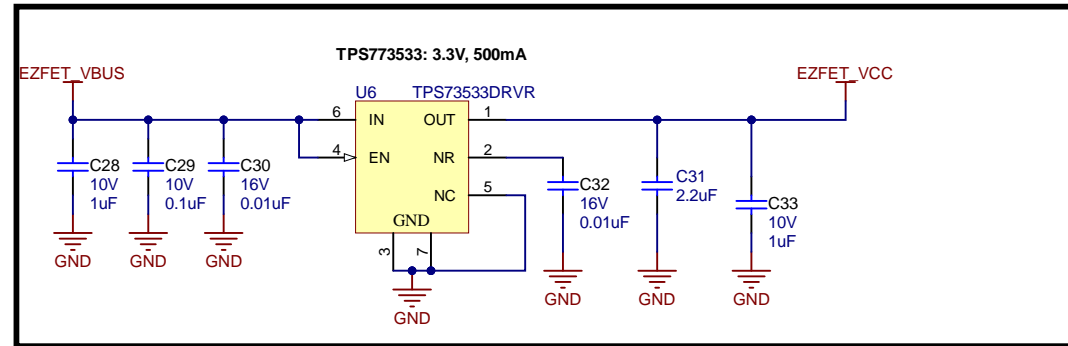 TPS773533: 3.3V, 500mA
EZFET_VBUS
EZFET_VCC
U6
TPS73533DRVR
6
IN
OUT
1
4
EN
NR
2
NC
5
GND
3
7
C28
10V
1uF
C29
10V
0.1uF
C30
16V
0.01uF
C32
16V
0.01uF
C31
2.2uF
C33
10V
1uF
GND
GND
GND
GND
GND
GND
GND